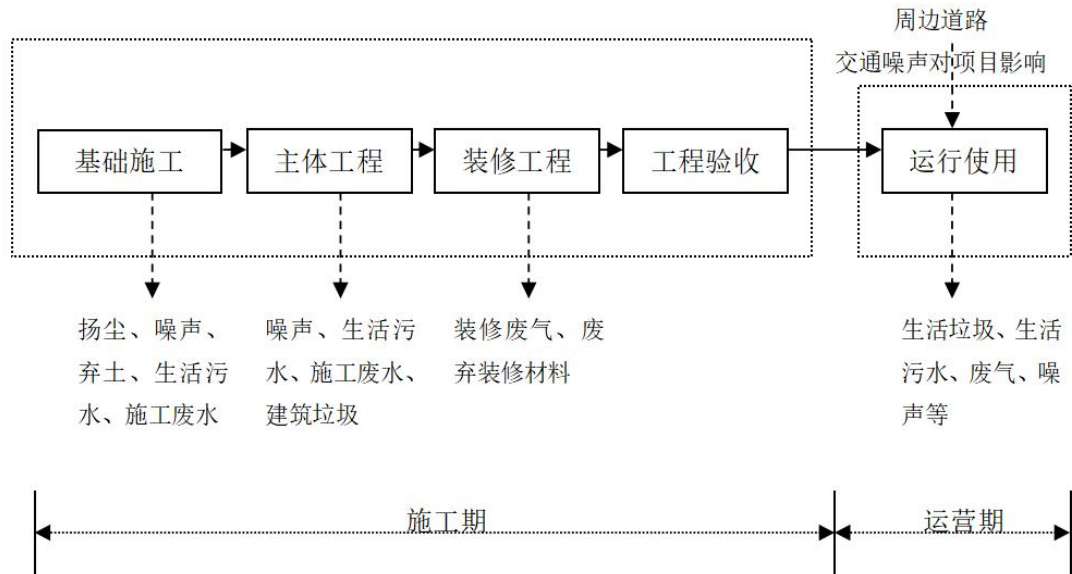 周边道路
交通噪声对项目影响
基础施工
主体工程
装修工程
工程验收
运行使用
扬尘、噪声、
弃土、生活污
水、施工废水
噪声、生活污
水、施工废水、
建筑垃圾
装修废气、废
弃装修材料
生活垃圾、生活
污水、废气、噪
声等
施工期
运营期